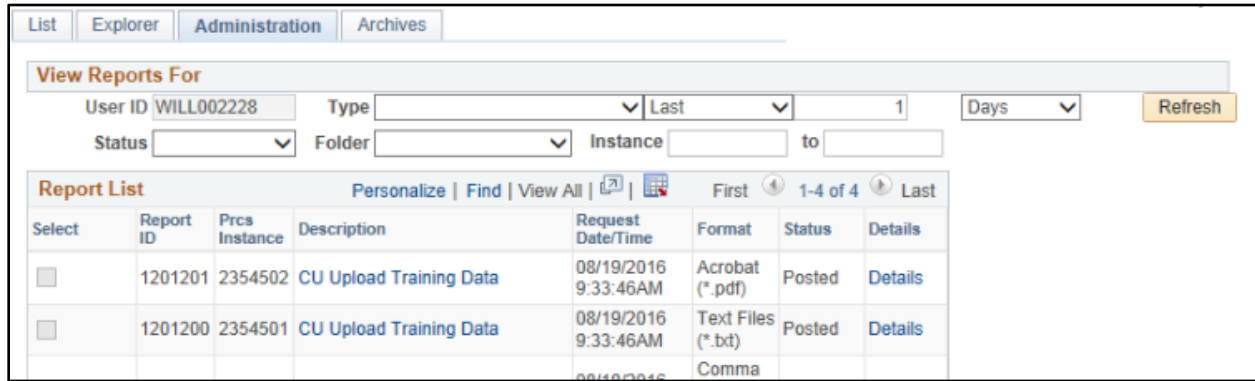 List Explorer Administration Archives
View Reports For
User ID WILL002228 Type Last 1 Days Refresh
Status Folder Instance to
Report List Personalize | Find | View All | | First 1-4 of 4 Last
Select Report ID Prcs Instance Description Request Date/Time Format Status Details
1201201 2354502 CU Upload Training Data 08/19/2016 9:33:46AM Acrobat (*.pdf) Posted Details
1201200 2354501 CU Upload Training Data 08/19/2016 9:33:46AM Text Files (*.txt) Posted Details
Comma